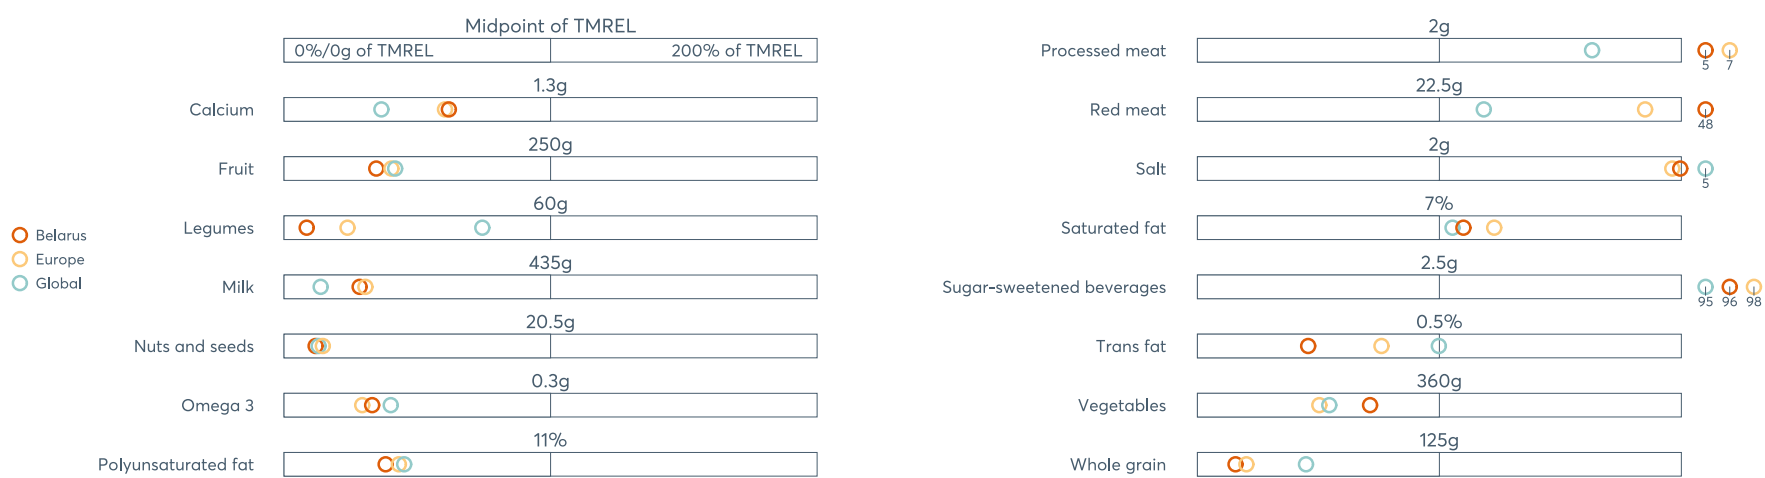 Midpoint of TMREL
0%/0g of TMREL 200% of TMREL
1.3g
Calcium
250g
Fruit
60g
Legumes
435g
Milk
20.5g
Nuts and seeds
0.3g
Omega 3
11%
Polyunsaturated fat
Belarus
Europe
Global
2g
Processed meat
5 7
22.5g
Red meat
48
2g
Salt
5
7%
Saturated fat
2.5g
Sugar-sweetened beverages
95 96 98
0.5%
Trans fat
360g
Vegetables
125g
Whole grain